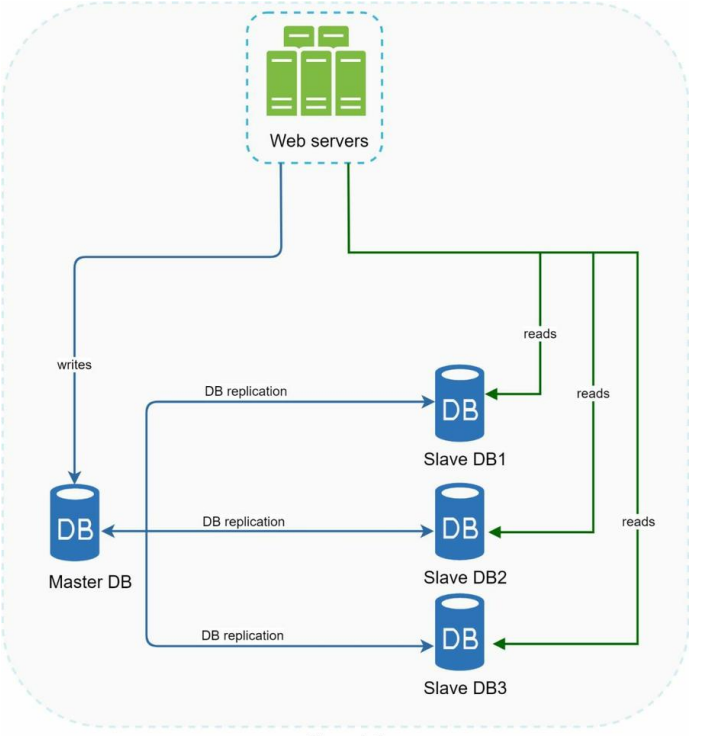 Web servers
reads
writes
DB replication
reads
DB
Slave DB1
DB replication
reads
DB
DB
Master DB
Slave DB2
DB replication
DB
Slave DB3